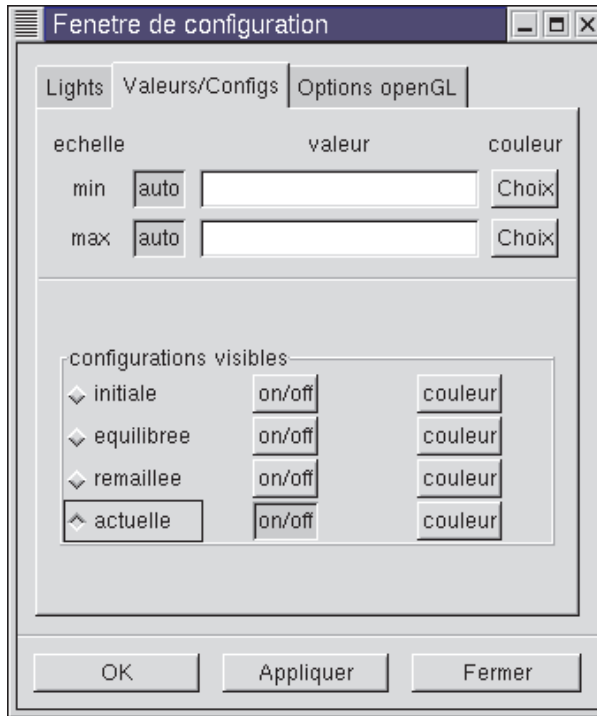 Fenetre de configuration
Lights Valeurs/Configs Options openGL
echelle valeur couleur
min auto Choix
max auto Choix
configurations visibles
initiale on/off couleur
equilibree on/off couleur
remaillee on/off couleur
actuelle on/off couleur
OK Appliquer Fermer